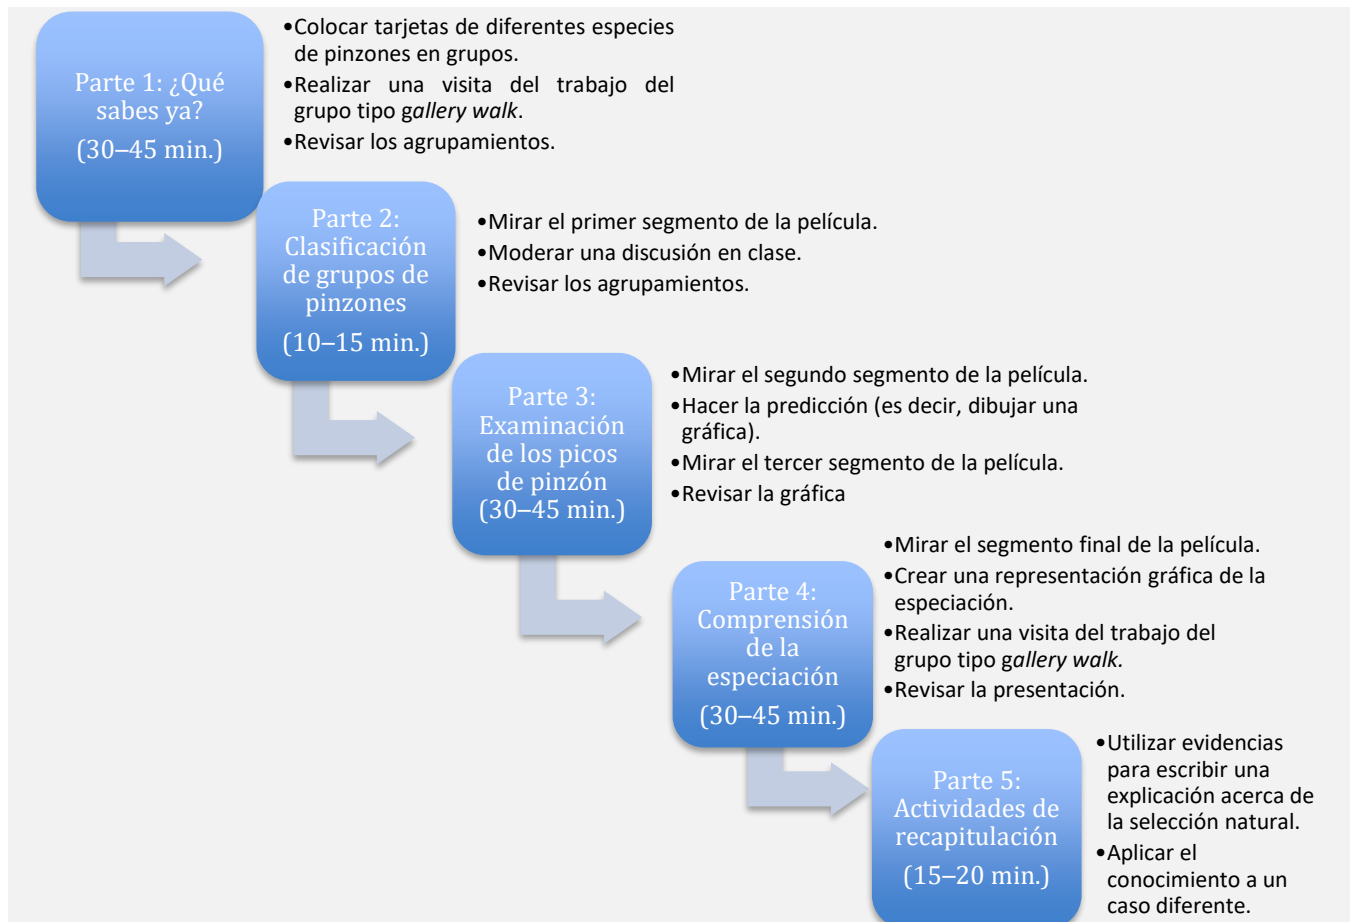 Parte 1: ¿Qué
sabes ya?
(30–45 min.)
•Colocar tarjetas de diferentes especies
de pinzones en grupos.
•Realizar una visita del trabajo del
grupo tipo gallery walk.
•Revisar los agrupamientos.
Parte 2:
Clasificación
de grupos de
pinzones
(10–15 min.)
•Mirar el primer segmento de la película.
•Moderar una discusión en clase.
•Revisar los agrupamientos.
Parte 3:
Examinación
de los picos
de pinzón
(30–45 min.)
•Mirar el segundo segmento de la película.
•Hacer la predicción (es decir, dibujar una
gráfica).
•Mirar el tercer segmento de la película.
•Revisar la gráfica
Parte 4:
Comprensión
de la
especiación
(30–45 min.)
•Mirar el segmento final de la película.
•Crear una representación gráfica de la
especiación.
•Realizar una visita del trabajo del
grupo tipo gallery walk.
•Revisar la presentación.
Parte 5:
Actividades de
recapitulación
(15–20 min.)
•Utilizar evidencias
para escribir una
explicación acerca de
la selección natural.
•Aplicar el
conocimiento a un
caso diferente.